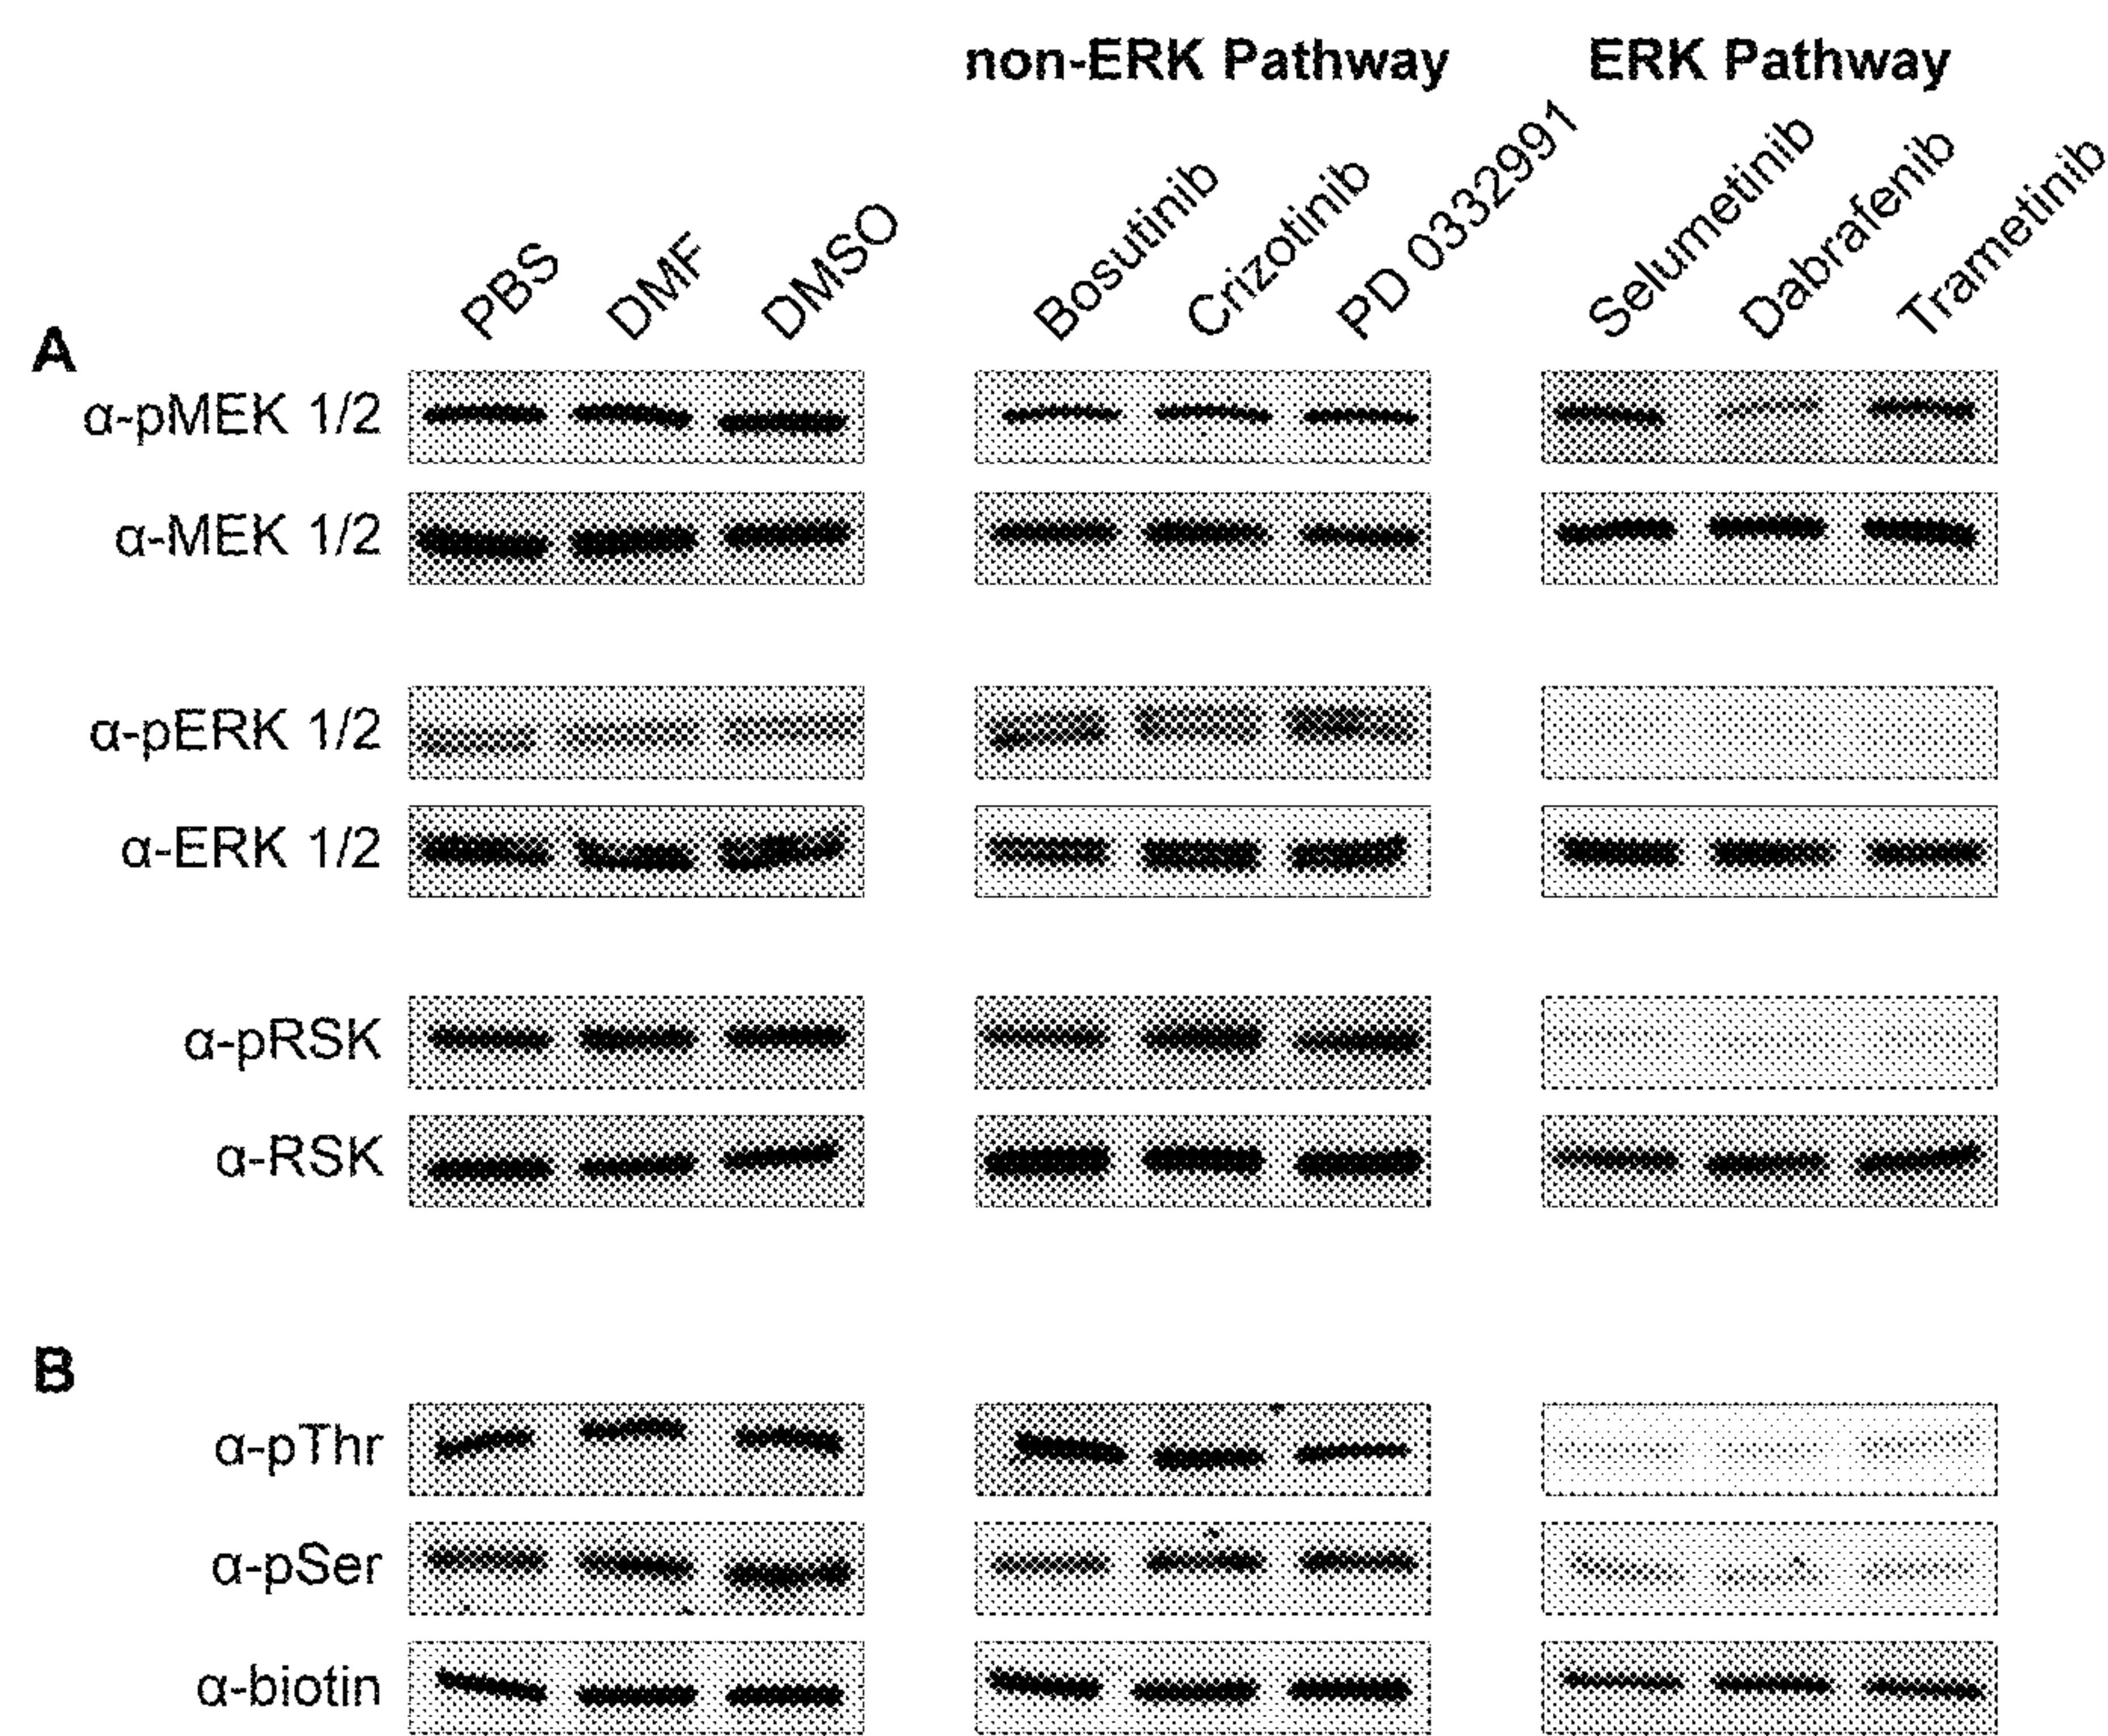 non-ERK Pathway ERK Pathway
PBS DMF DMSO Bosutinib Crizotinib PD 0332991 Selumetinib Dabrafenib Trametinib
A
α-pMEK 1/2
α-MEK 1/2
α-pERK 1/2
α-ERK 1/2
α-pRSK
α-RSK
B
α-pThr
α-pSer
α-biotin